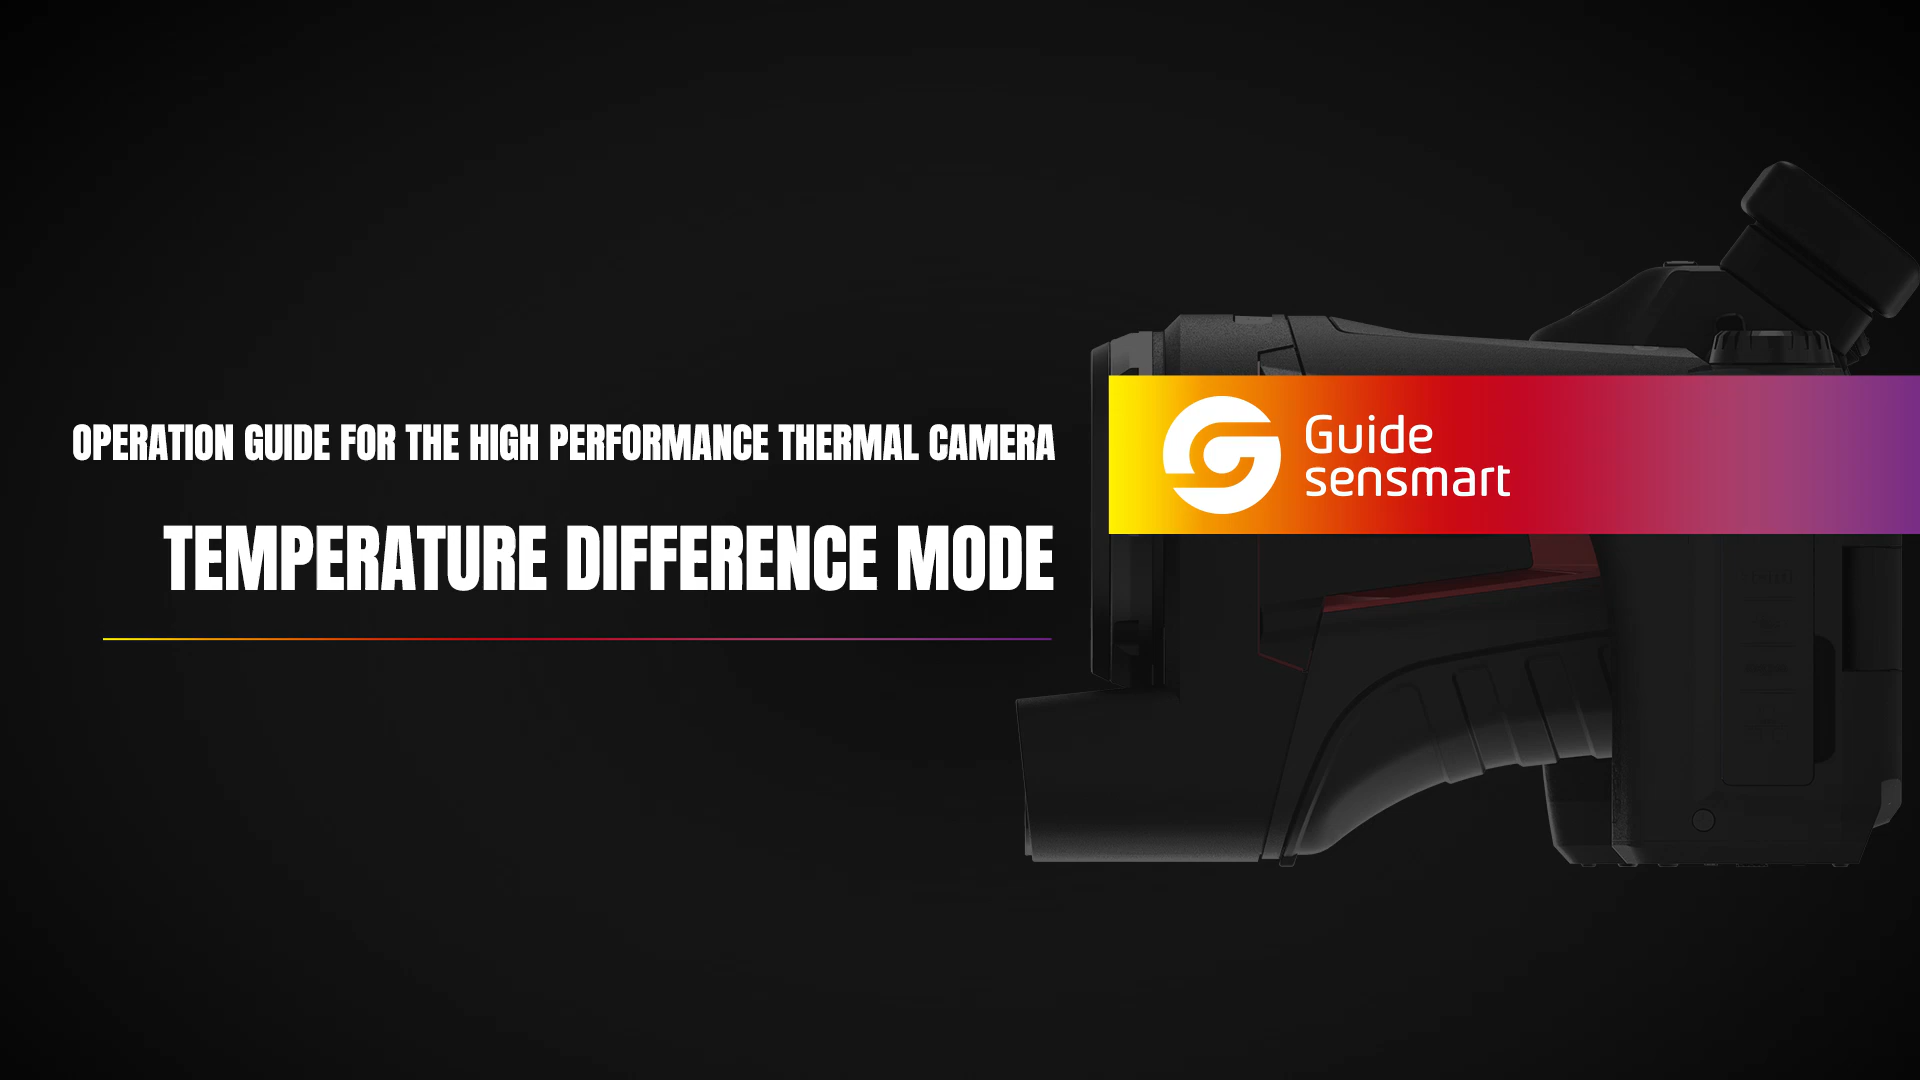 OPERATION GUIDE FOR THE HIGH PERFORMANCE THERMAL CAMERA
TEMPERATURE DIFFERENCE MODE
Guide
sensmart